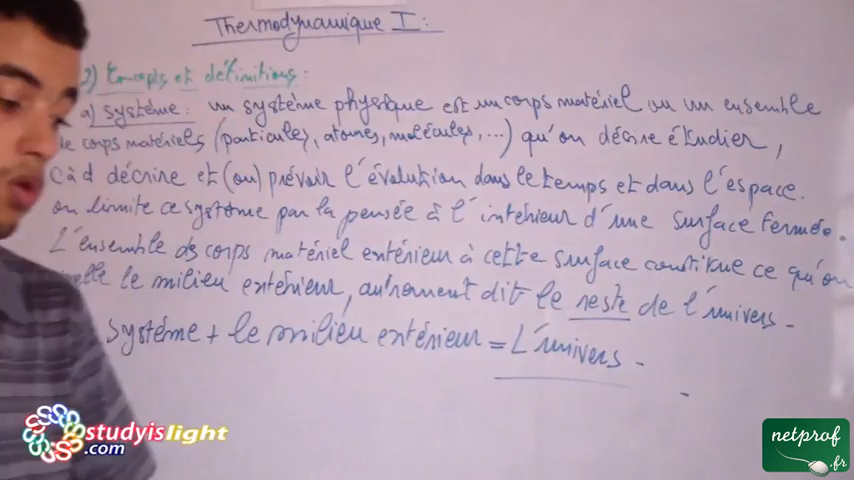 Thermodynamique I :
2) Concepts et définitions :
a) système : un système physique est un corps matériel ou un ensemble
de corps matériels (particules, atomes, molécules, ...) qu'on désire étudier,
Càd décrire et (ou) prévoir l'évolution dans le temps et dans l'espace.
on limite ce système par la pensée à l'intérieur d'une surface fermée.
L'ensemble des corps matériel extérieur à cette surface constitue ce qu'on
le milieu extérieur, autrement dit le reste de l'univers -
Système + le milieu extérieur = L'univers -
studyislight
.com
netprof
.fr